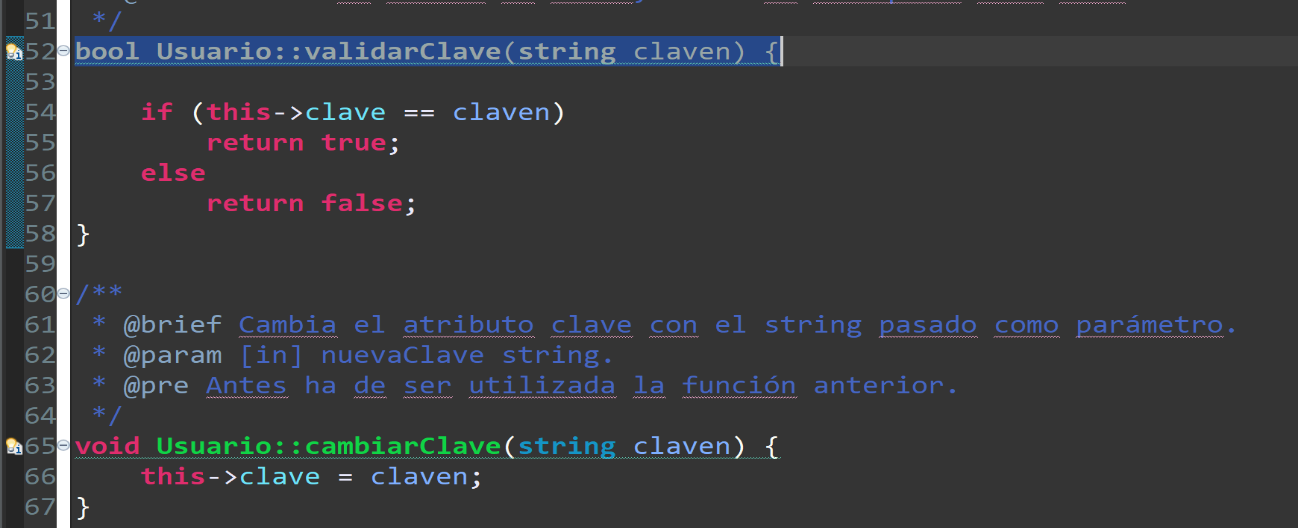 51 */
52 bool Usuario::validarClave(string claven) {
53
54 if (this->clave == claven)
55 return true;
56 else
57 return false;
58 }
59
60 /**
61 * @brief Cambia el atributo clave con el string pasado como parámetro.
62 * @param [in] nuevaClave string.
63 * @pre Antes ha de ser utilizada la función anterior.
64 */
65 void Usuario::cambiarClave(string claven) {
66 this->clave = claven;
67 }